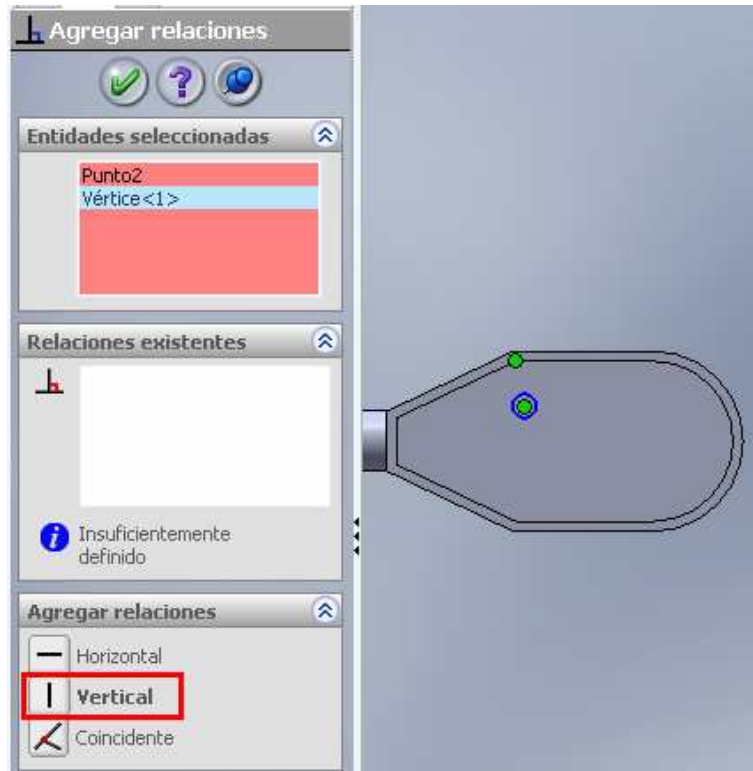 Agregar relaciones
Entidades seleccionadas
Punto2
Vértice<1>
Relaciones existentes
Insuficientemente
definido
Agregar relaciones
Horizontal
Vertical
Coincidente